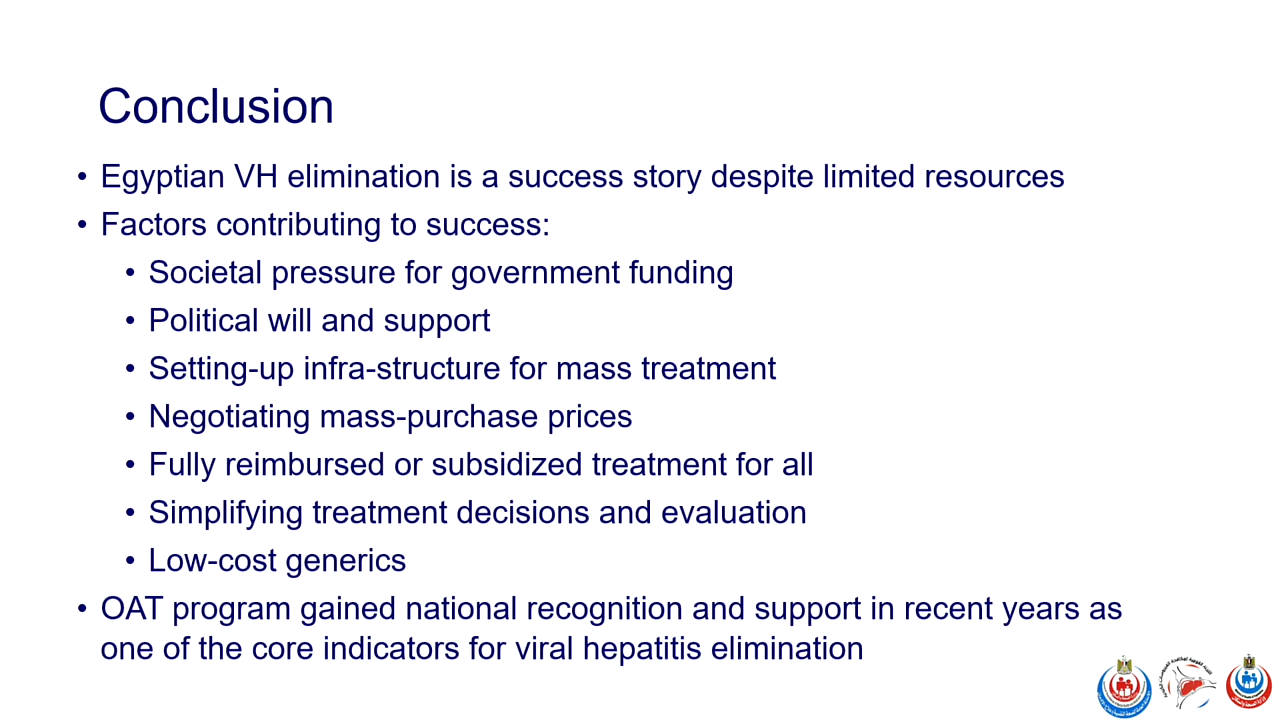 Conclusion
• Egyptian VH elimination is a success story despite limited resources
• Factors contributing to success:
• Societal pressure for government funding
• Political will and support
• Setting-up infra-structure for mass treatment
• Negotiating mass-purchase prices
• Fully reimbursed or subsidized treatment for all
• Simplifying treatment decisions and evaluation
• Low-cost generics
• OAT program gained national recognition and support in recent years as
one of the core indicators for viral hepatitis elimination